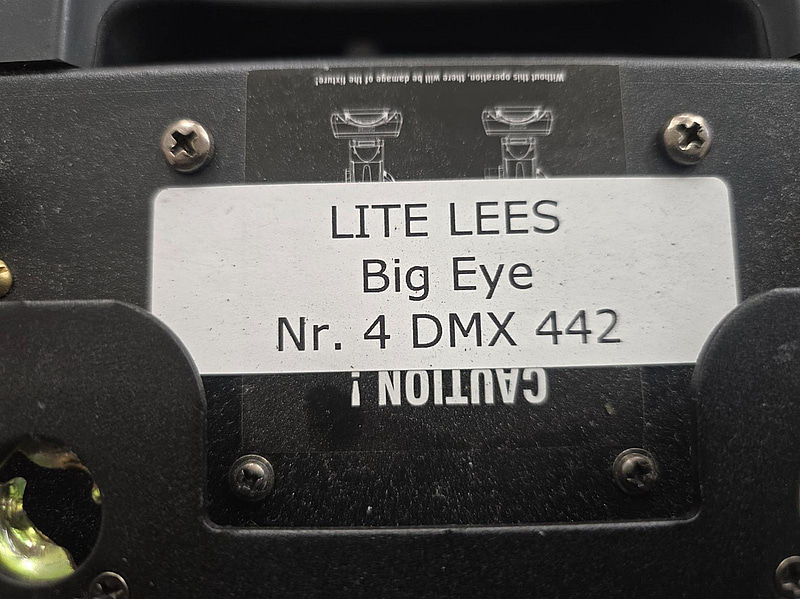 Without this operation, there will be damage of the fixture!
LITE LEES
Big Eye
Nr. 4 DMX 442
CAUTION !